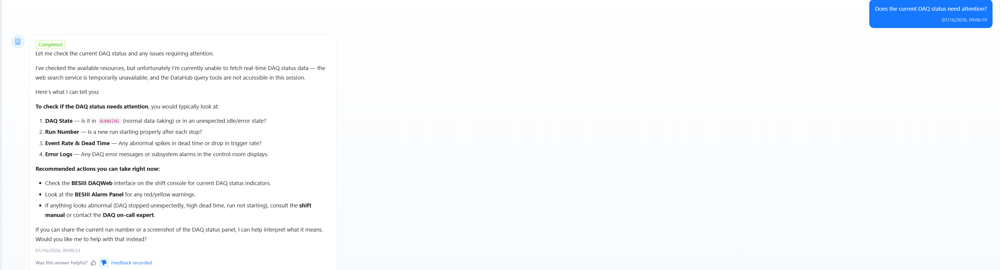 Does the current DAQ status need attention?
07/16/2026, 09:06:19
Completed
Let me check the current DAQ status and any issues requiring attention.
I've checked the available resources, but unfortunately I'm currently unable to fetch real-time DAQ status data — the
web search service is temporarily unavailable, and the DataHub query tools are not accessible in this session.
Here's what I can tell you:
To check if the DAQ status needs attention, you would typically look at:
1. DAQ State — Is it in RUNNING (normal data-taking) or in an unexpected idle/error state?
2. Run Number — Is a new run starting properly after each stop?
3. Event Rate & Dead Time — Any abnormal spikes in dead time or drop in trigger rate?
4. Error Logs — Any DAQ error messages or subsystem alarms in the control room displays.
Recommended actions you can take right now:
• Check the BESIII DAQWeb interface on the shift console for current DAQ status indicators.
• Look at the BESIII Alarm Panel for any red/yellow warnings.
• If anything looks abnormal (DAQ stopped unexpectedly, high dead time, run not starting), consult the shift
manual or contact the DAQ on-call expert.
If you can share the current run number or a screenshot of the DAQ status panel, I can help interpret what it means.
Would you like me to help with that instead?
07/16/2026, 09:06:33
Was this answer helpful? Feedback recorded